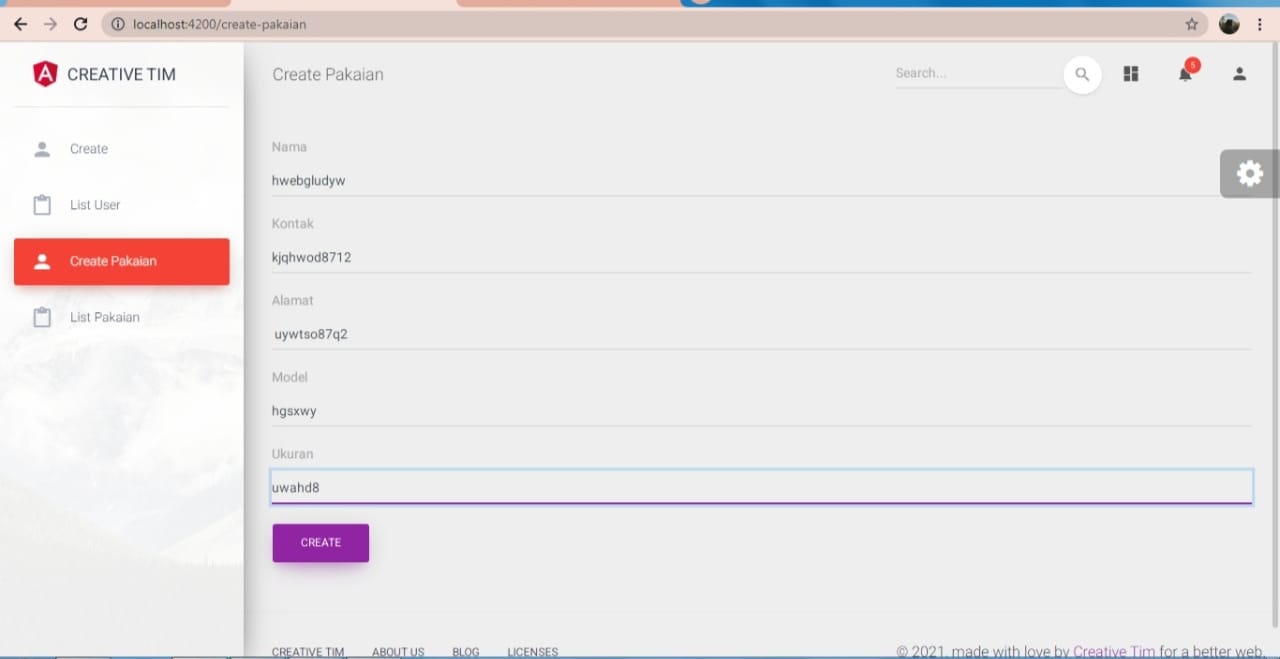 localhost:4200/create-pakaian
CREATIVE TIM
Create
List User
Create Pakaian
List Pakaian
Create Pakaian
Search...
5
Nama
hwebgludyw
Kontak
kjqhwod8712
Alamat
uywtso87q2
Model
hgsxwy
Ukuran
uwahd8
CREATE
CREATIVE TIM ABOUT US BLOG LICENSES
© 2021, made with love by Creative Tim for a better web.